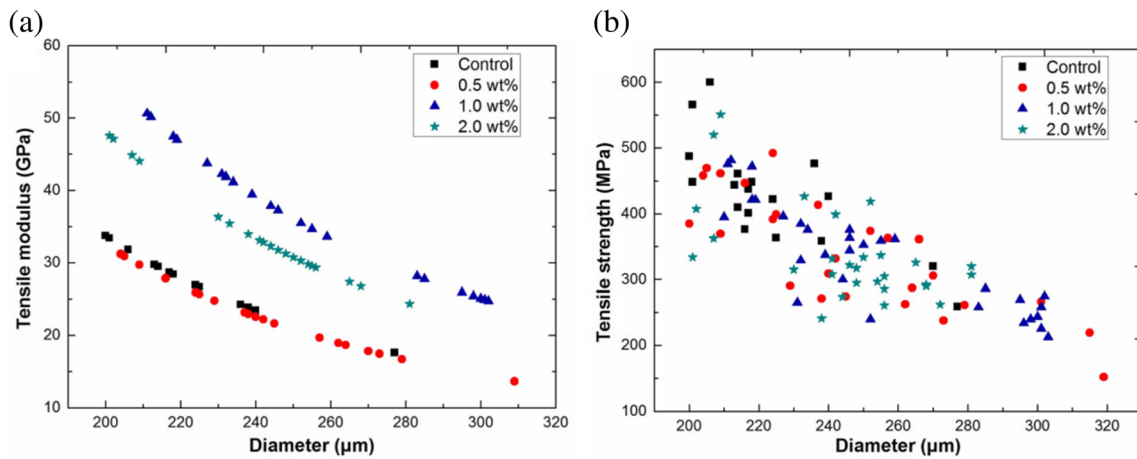 (a)
(b)
60
50
40
30
20
10
Tensile modulus (GPa)
Control
0.5 wt%
1.0 wt%
2.0 wt%
200 220 240 260 280 300 320
Diameter (µm)
600
500
400
300
200
100
Tensile strength (MPa)
Control
0.5 wt%
1.0 wt%
2.0 wt%
200 220 240 260 280 300 320
Diameter (µm)